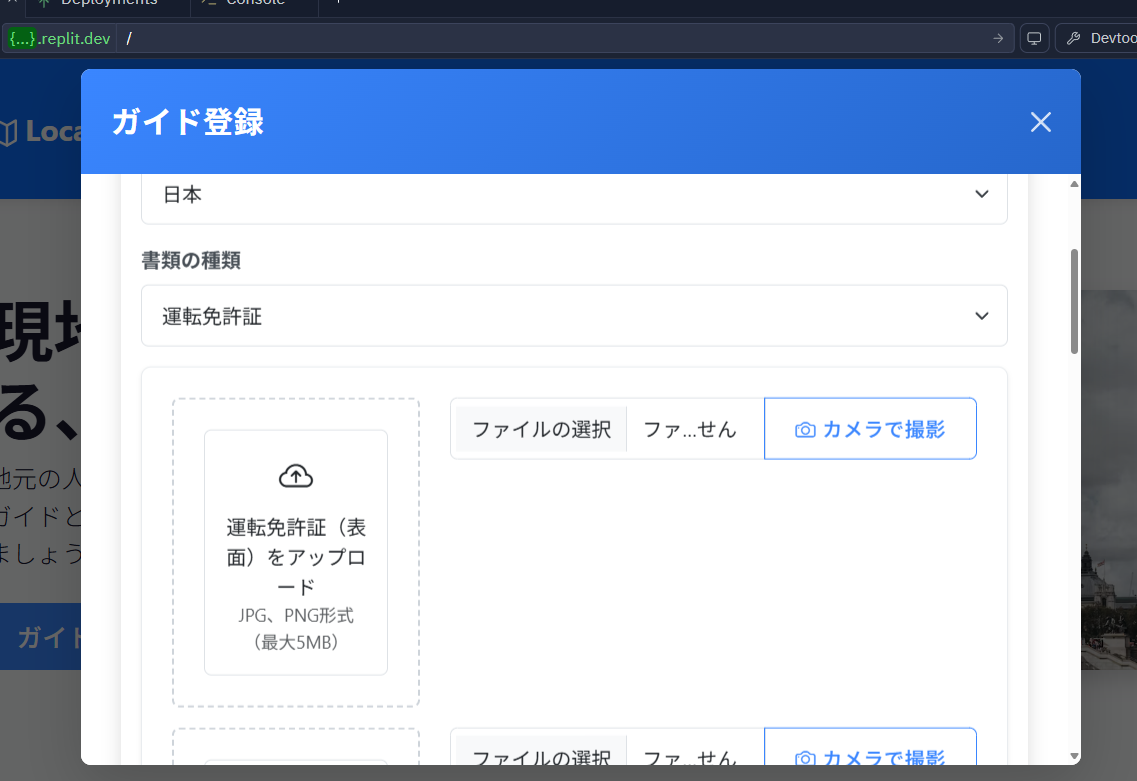 Deployments
Console
{...}.replit.dev
/
Devtoo
Loca
ガイド登録
日本
書類の種類
運転免許証
ファイルの選択
ファ...せん
カメラで撮影
運転免許証（表
面）をアップロ
ード
JPG、PNG形式
（最大5MB）
ファイルの選択
ファ...せん
カメラで撮影
現地
る、
地元の人
ガイドと
ましょう
ガイド